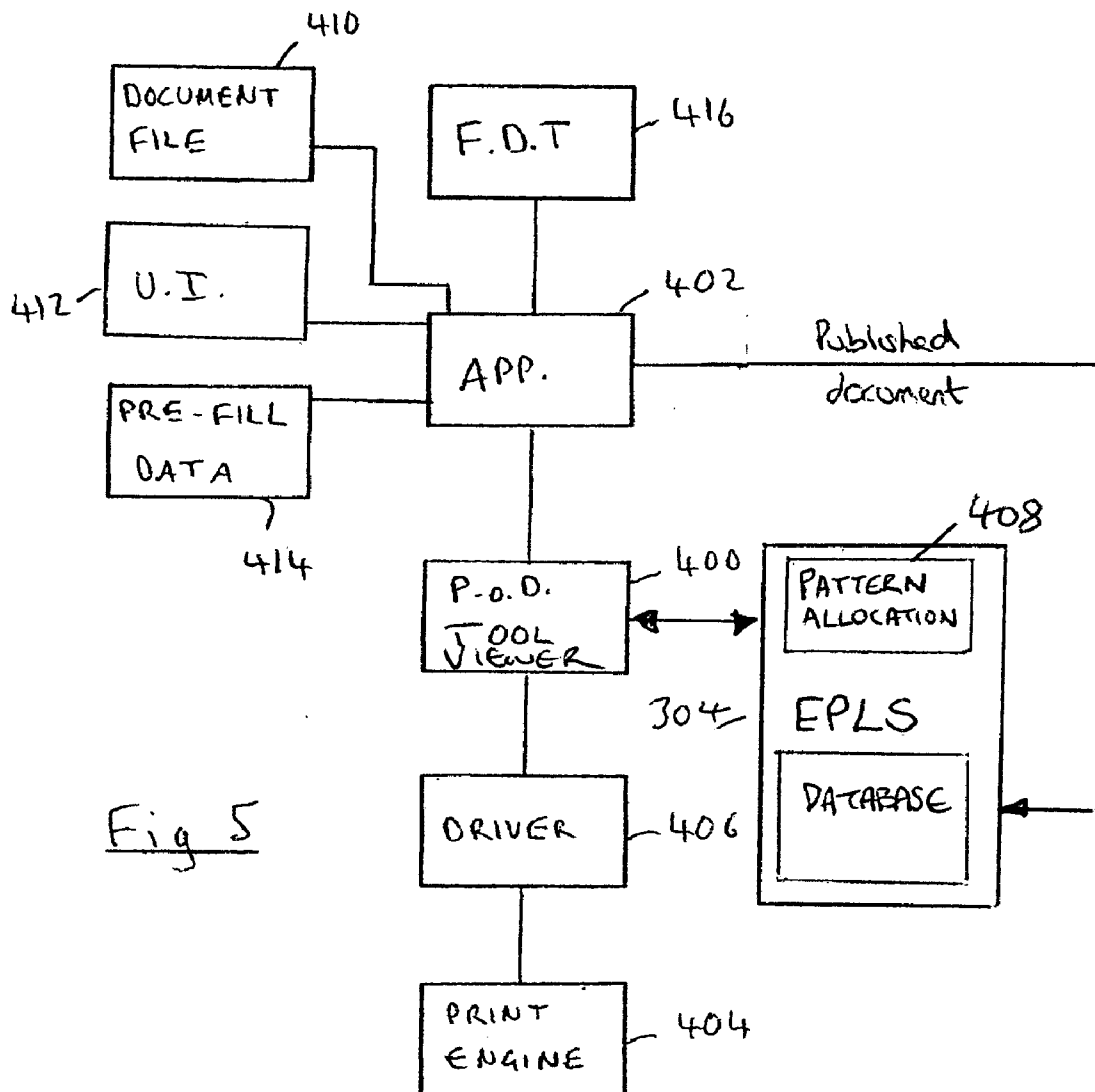 410
DOCUMENT
FILE
F.D.T
416
U.I.
412
402
APP.
Published
document
PRE-FILL
DATA
414
408
400
P.o.D.
TOOL
VIEWER
PATTERN
ALLOCATION
304
EPLS
DATABASE
Fig 5
DRIVER
406
PRINT
ENGINE
404